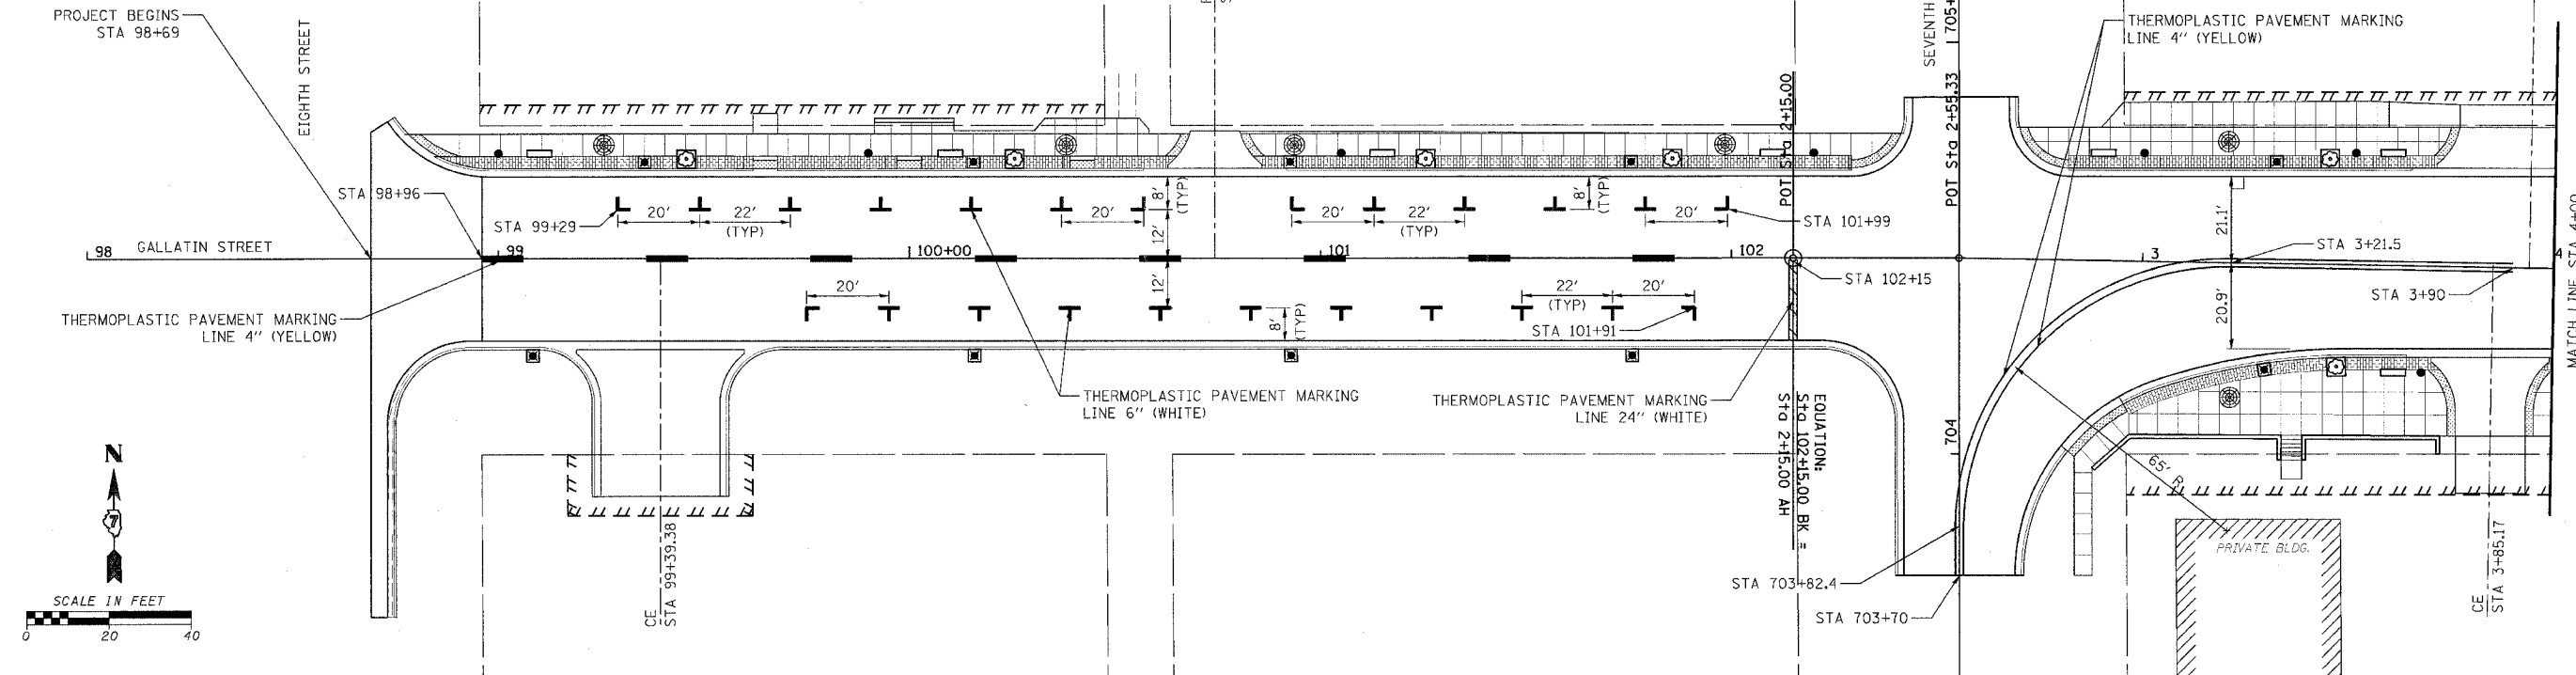 PROJECT BEGINS
STA 98+69
EIGHTH STREET
SEVENTH
705+
THERMOPLASTIC PAVEMENT MARKING
LINE 4" (YELLOW)
POT Sta 2+15.00
POT Sta 2+55.33
STA 98+96
STA 99+29
20'
22'
(TYP)
20'
8'
(TYP)
12'
20'
22'
(TYP)
8'
(TYP)
20'
STA 101+99
21.1'
STA 3+21.5
98
GALLATIN STREET
99
100+00
101
102
3
4
MATCH LINE STA 4+00
STA 102+15
STA 3+90
20'
12'
8'
(TYP)
22'
(TYP)
20'
STA 101+91
20.9'
THERMOPLASTIC PAVEMENT MARKING
LINE 4" (YELLOW)
THERMOPLASTIC PAVEMENT MARKING
LINE 6" (WHITE)
THERMOPLASTIC PAVEMENT MARKING
LINE 24" (WHITE)
EQUATION:
Sta 102+15.00 BK =
Sta 2+15.00 AH
704
65' R
N
7
SCALE IN FEET
0 20 40
CE
STA 99+39.38
STA 703+82.4
STA 703+70
PRIVATE BLDG.
CE
STA 3+85.17